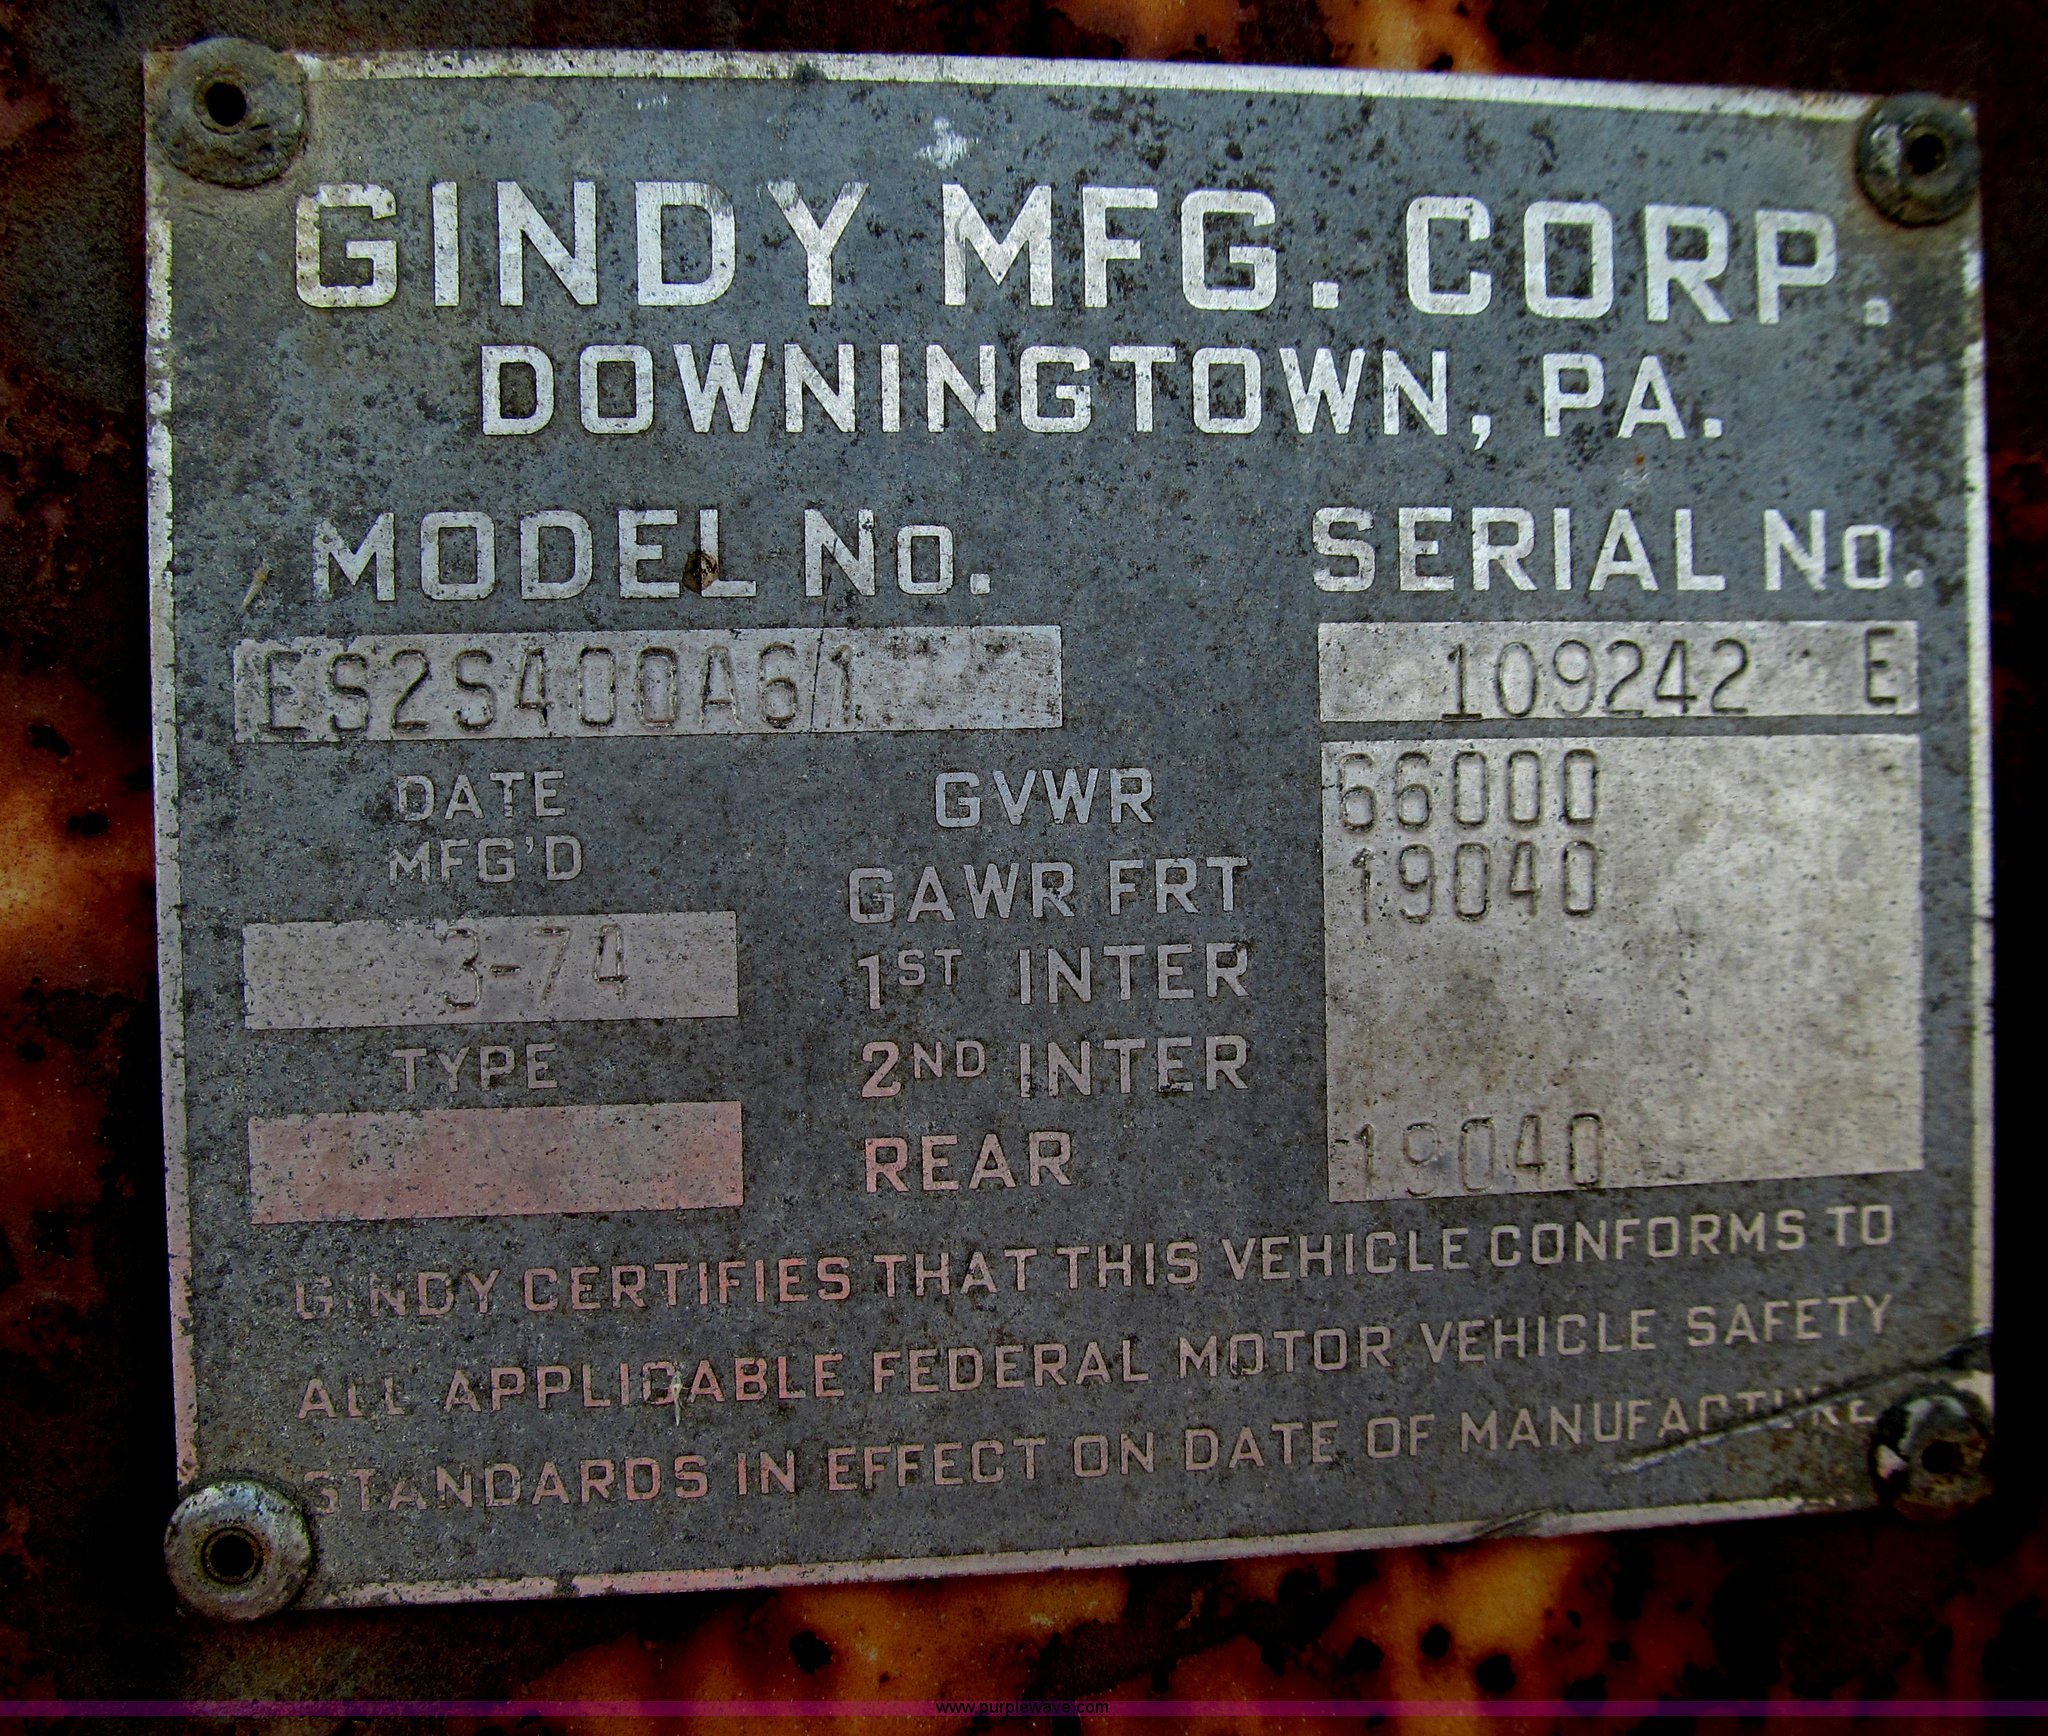 GINDY MFG. CORP.
DOWNINGTOWN, PA.
MODEL No. SERIAL No.
ES2S400A61 109242 E
DATE MFG'D
3-74
TYPE
GVWR 66000
GAWR FRT 19040
1ST INTER
2ND INTER
REAR 19040
GINDY CERTIFIES THAT THIS VEHICLE CONFORMS TO
ALL APPLICABLE FEDERAL MOTOR VEHICLE SAFETY
STANDARDS IN EFFECT ON DATE OF MANUFACTURE
www.purplewave.com